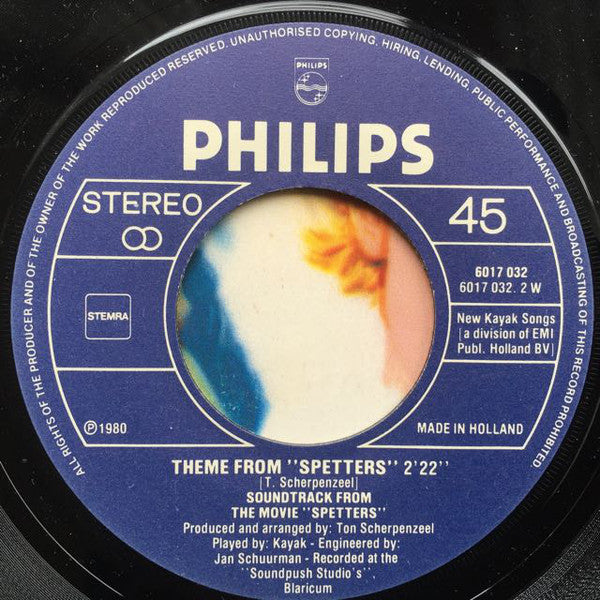 ALL RIGHTS OF THE PRODUCER AND OF THE OWNER OF THE WORK REPRODUCED RESERVED. UNAUTHORISED COPYING, HIRING, LENDING, PUBLIC PERFORMANCE AND BROADCASTING OF THIS RECORD PROHIBITED.
PHILIPS
PHILIPS
STEREO
45
6017 032
6017 032. 2 W
STEMRA
New Kayak Songs
(a division of EMI
Publ. Holland BV)
℗1980
MADE IN HOLLAND
THEME FROM ''SPETTERS'' 2'22''
(T. Scherpenzeel)
SOUNDTRACK FROM
THE MOVIE ''SPETTERS''
Produced and arranged by: Ton Scherpenzeel
Played by: Kayak - Engineered by:
Jan Schuurman - Recorded at the
''Soundpush Studio's''
Blaricum